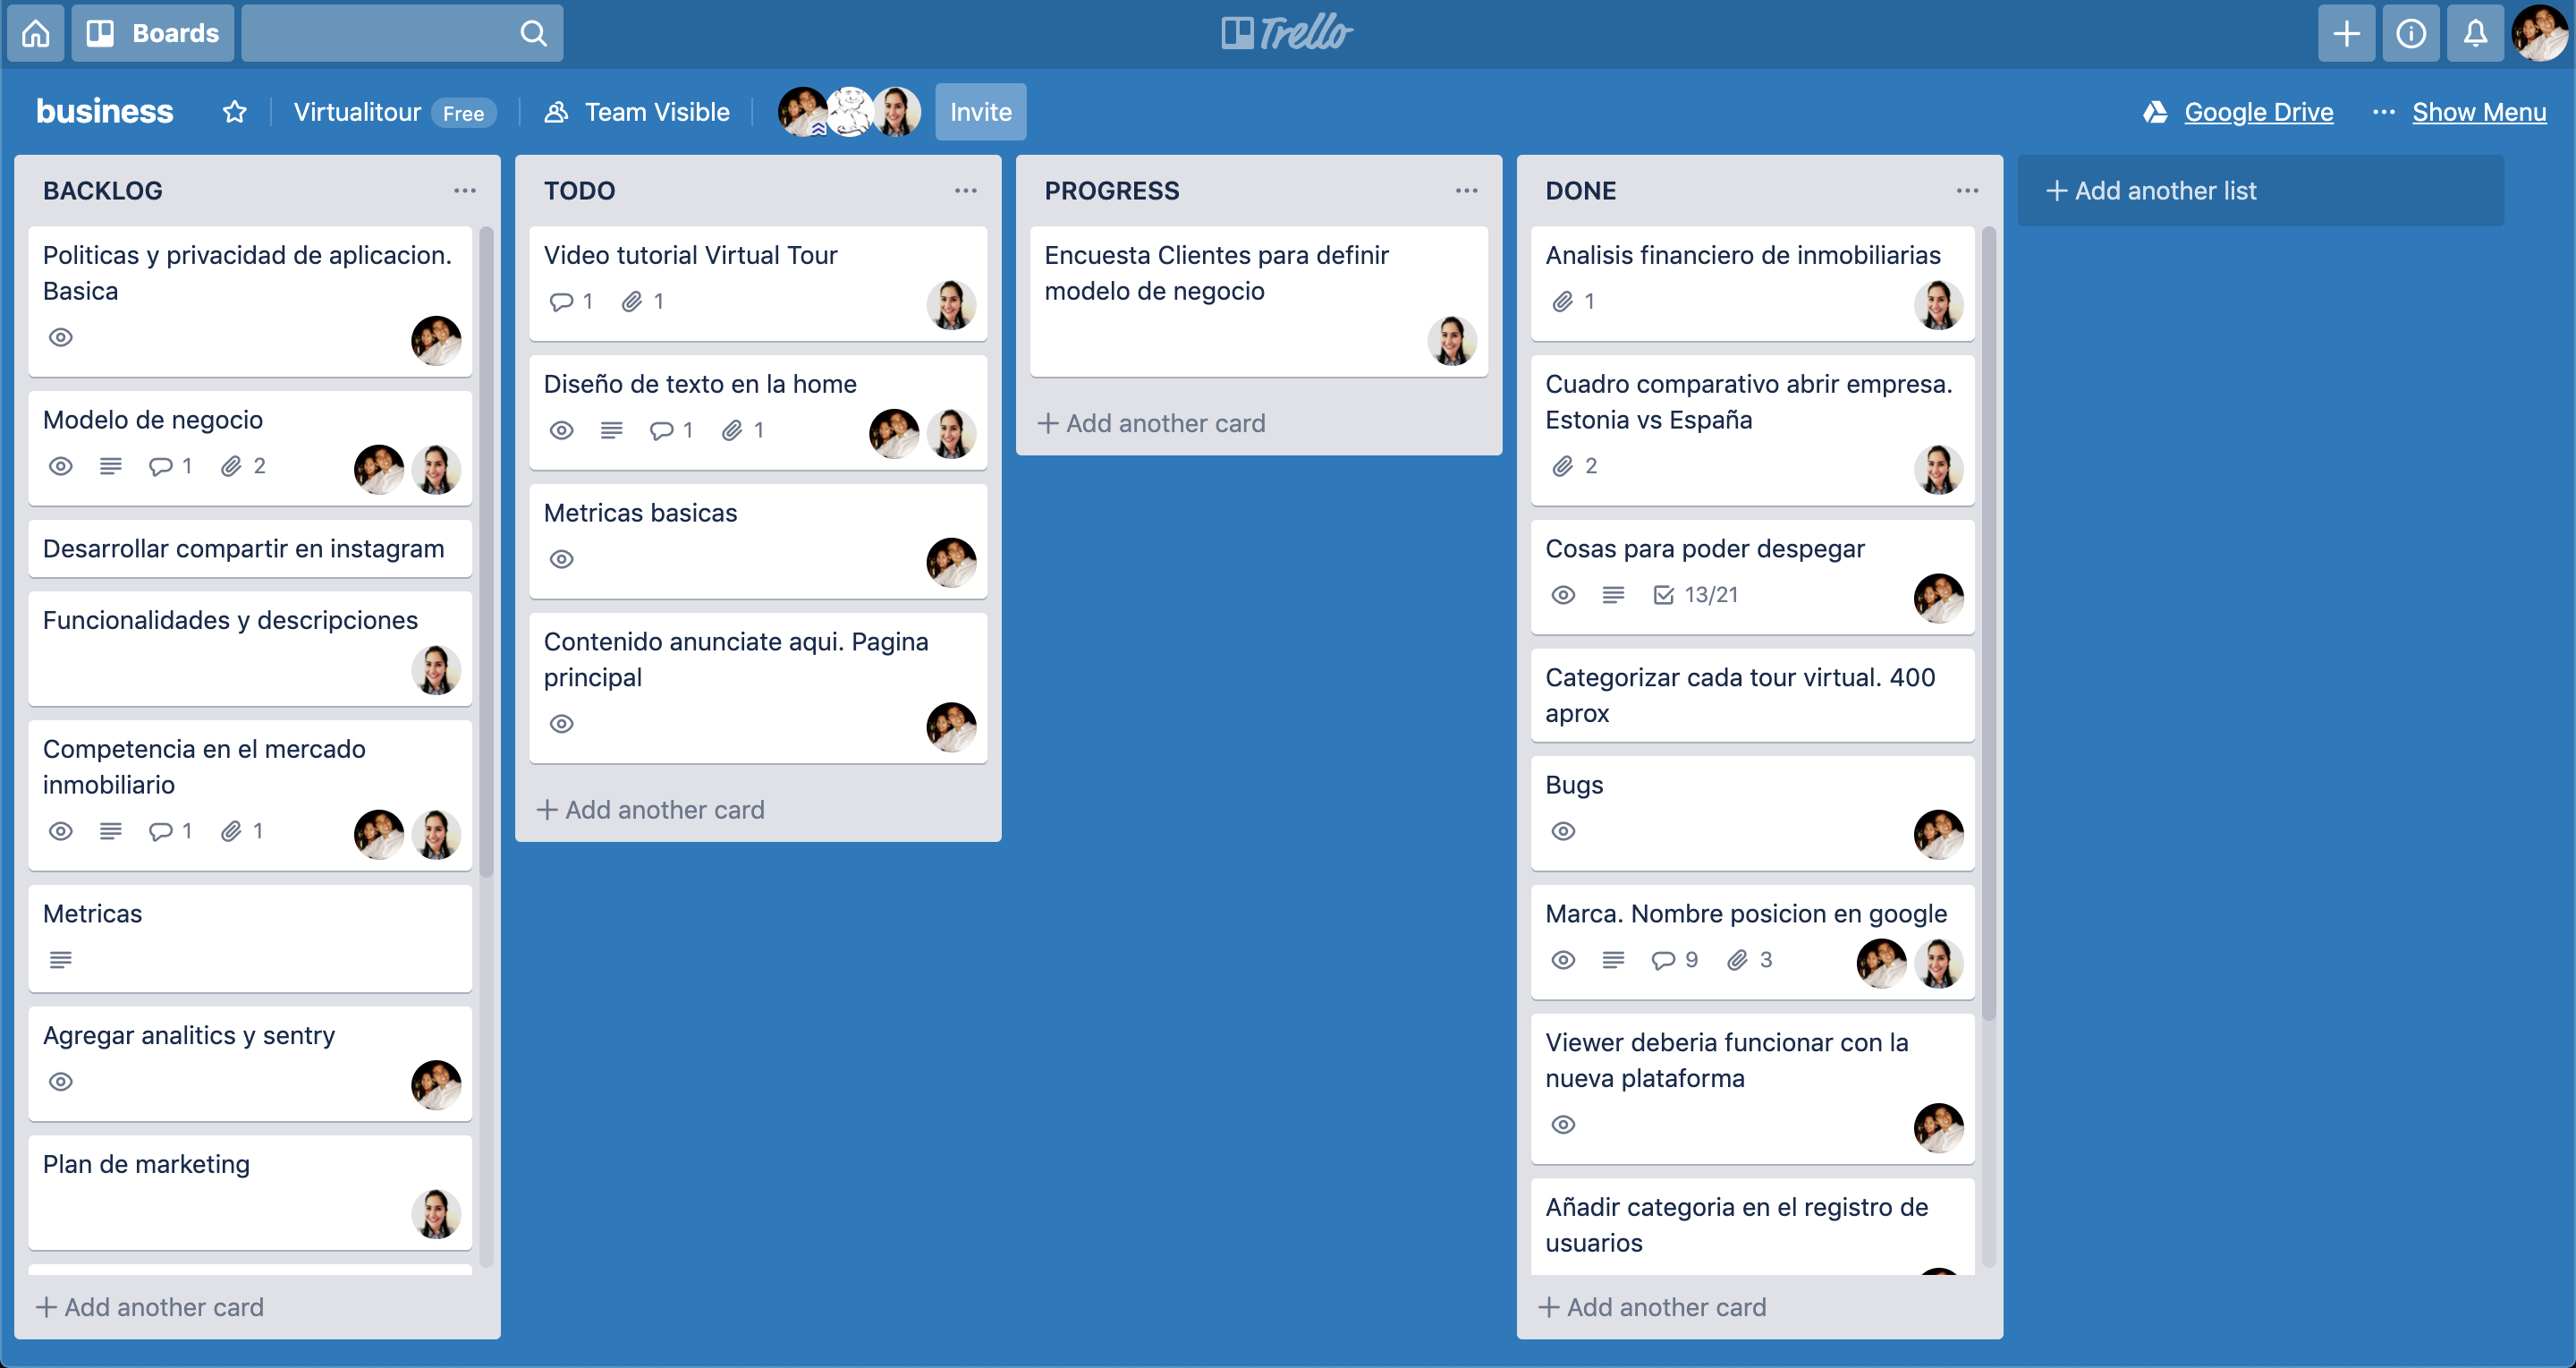 Boards
Trello
business
Virtualitour Free
Team Visible
Invite
Google Drive
Show Menu
BACKLOG
Politicas y privacidad de aplicacion.
Basica
Modelo de negocio
1 2
Desarrollar compartir en instagram
Funcionalidades y descripciones
Competencia en el mercado
inmobiliario
1 1
Metricas
Agregar analitics y sentry
Plan de marketing
+ Add another card
TODO
Video tutorial Virtual Tour
1 1
Diseño de texto en la home
1 1
Metricas basicas
Contenido anunciate aqui. Pagina
principal
+ Add another card
PROGRESS
Encuesta Clientes para definir
modelo de negocio
+ Add another card
DONE
Analisis financiero de inmobiliarias
1
Cuadro comparativo abrir empresa.
Estonia vs España
2
Cosas para poder despegar
13/21
Categorizar cada tour virtual. 400
aprox
Bugs
Marca. Nombre posicion en google
9 3
Viewer deberia funcionar con la
nueva plataforma
Añadir categoria en el registro de
usuarios
+ Add another card
+ Add another list